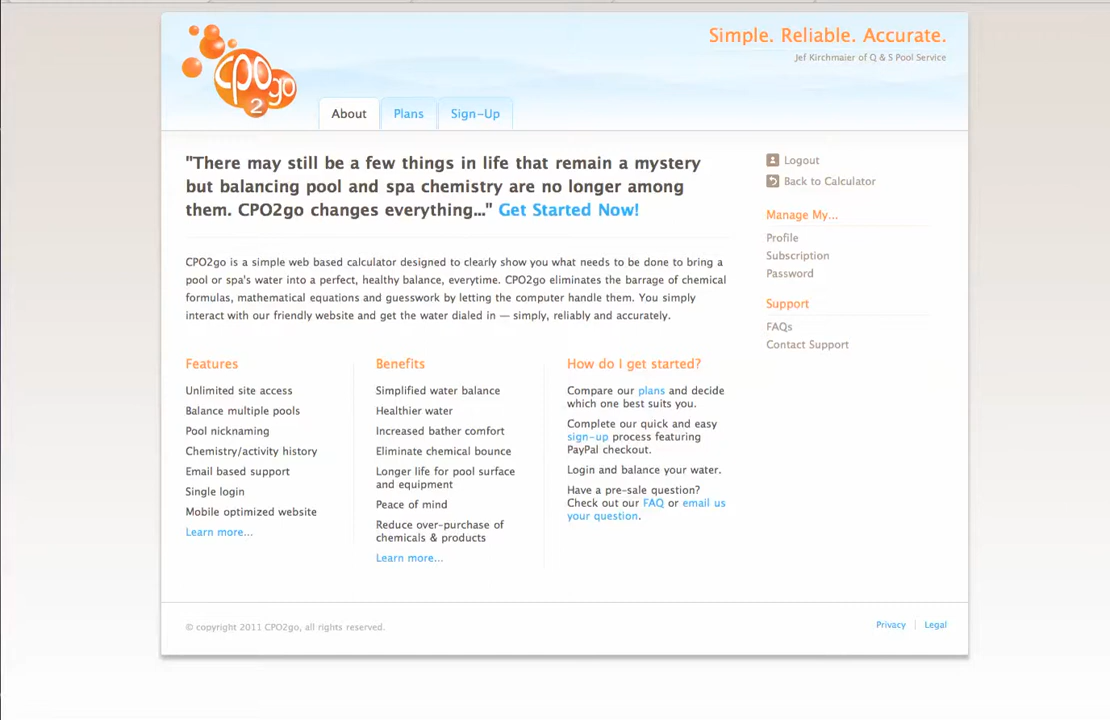 cpo
2 go
Simple. Reliable. Accurate.
Jef Kirchmaier of Q & S Pool Service
About
Plans
Sign-Up
"There may still be a few things in life that remain a mystery
but balancing pool and spa chemistry are no longer among
them. CPO2go changes everything..." Get Started Now!
CPO2go is a simple web based calculator designed to clearly show you what needs to be done to bring a
pool or spa's water into a perfect, healthy balance, everytime. CPO2go eliminates the barrage of chemical
formulas, mathematical equations and guesswork by letting the computer handle them. You simply
interact with our friendly website and get the water dialed in — simply, reliably and accurately.
Features
Unlimited site access
Balance multiple pools
Pool nicknaming
Chemistry/activity history
Email based support
Single login
Mobile optimized website
Learn more...
Benefits
Simplified water balance
Healthier water
Increased bather comfort
Eliminate chemical bounce
Longer life for pool surface
and equipment
Peace of mind
Reduce over-purchase of
chemicals & products
Learn more...
How do I get started?
Compare our plans and decide
which one best suits you.
Complete our quick and easy
sign-up process featuring
PayPal checkout.
Login and balance your water.
Have a pre-sale question?
Check out our FAQ or email us
your question.
Logout
Back to Calculator
Manage My...
Profile
Subscription
Password
Support
FAQs
Contact Support
© copyright 2011 CPO2go, all rights reserved.
Privacy | Legal